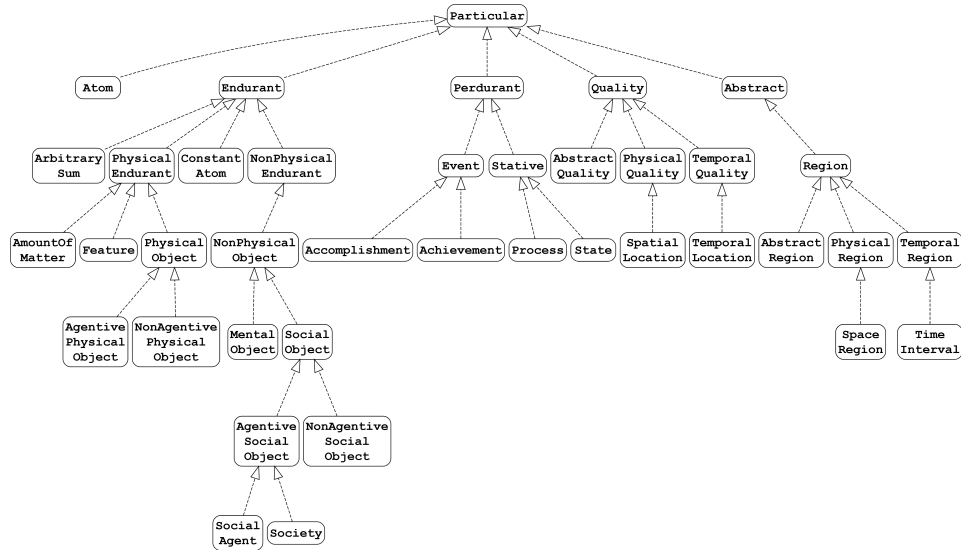 Particular
Atom
Endurant
Perdurant
Quality
Abstract
Arbitrary
Sum
Physical
Endurant
Constant
Atom
NonPhysical
Endurant
Event
Stative
Abstract
Quality
Physical
Quality
Temporal
Quality
Region
AmountOf
Matter
Feature
Physical
Object
NonPhysical
Object
Accomplishment
Achievement
Process
State
Spatial
Location
Temporal
Location
Abstract
Region
Physical
Region
Temporal
Region
Agentive
Physical
Object
NonAgentive
Physical
Object
Mental
Object
Social
Object
Space
Region
Time
Interval
Agentive
Social
Object
NonAgentive
Social
Object
Social
Agent
Society